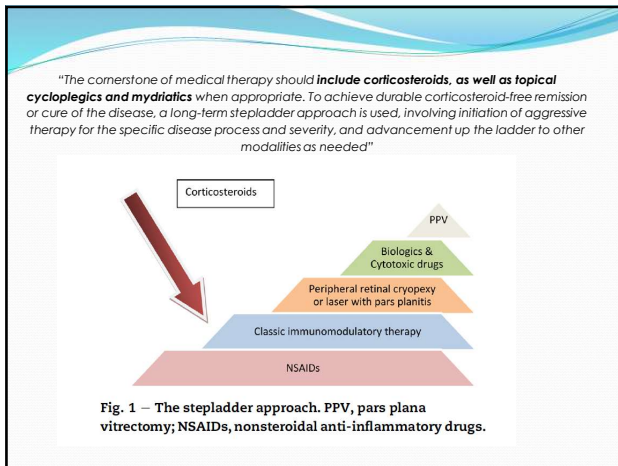 “The cornerstone of medical therapy should include corticosteroids, as well as topical
cycloplegics and mydriatics when appropriate. To achieve durable corticosteroid-free remission
or cure of the disease, a long-term stepladder approach is used, involving initiation of aggressive
therapy for the specific disease process and severity, and advancement up the ladder to other
modalities as needed”
Corticosteroids
PPV
Biologics &
Cytotoxic drugs
Peripheral retinal cryopexy
or laser with pars planitis
Classic immunomodulatory therapy
NSAIDs
Fig. 1 – The stepladder approach. PPV, pars plana
vitrectomy; NSAIDs, nonsteroidal anti-inflammatory drugs.